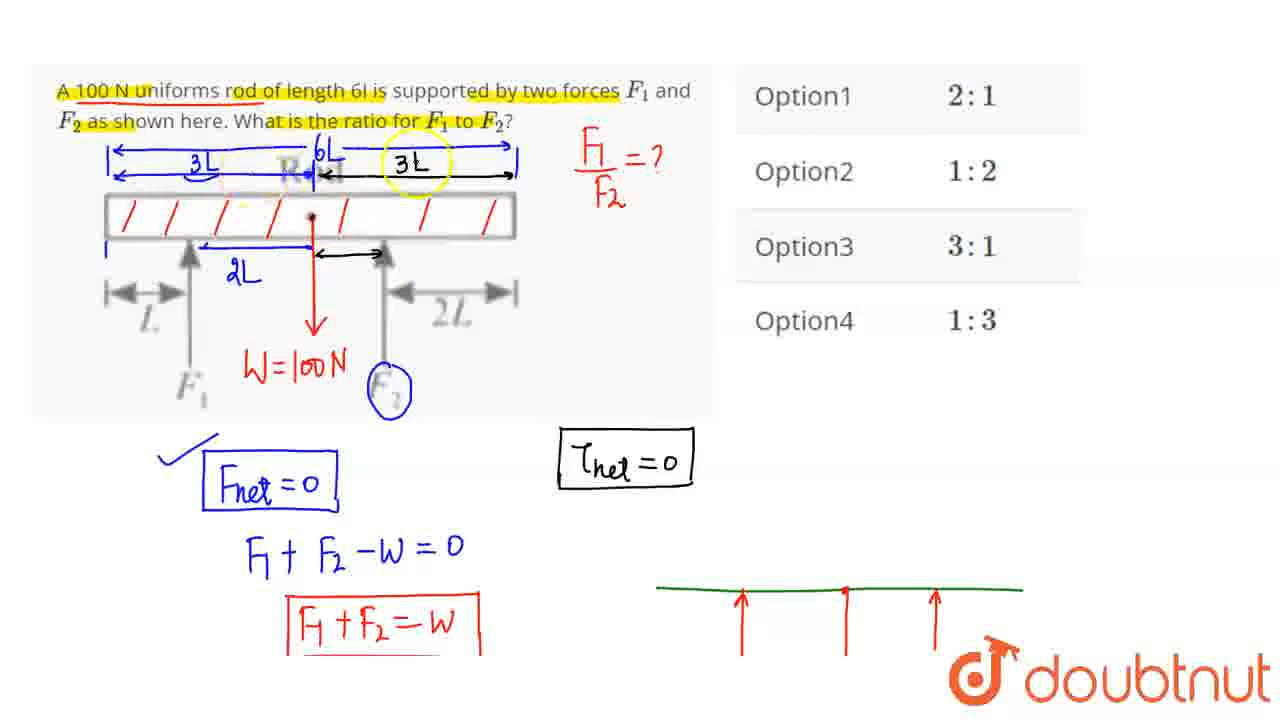 A 100 N uniforms rod of length 6l is supported by two forces F₁ and
F₂ as shown here. What is the ratio for F₁ to F₂?
Option1 2 : 1
Option2 1 : 2
Option3 3 : 1
Option4 1 : 3
6L
3L
3L
F₁/F₂ = ?
2L
L
2L
W = 100 N
F₁
F₂
Fnet = 0
τnet = 0
F₁ + F₂ - W = 0
F₁ + F₂ = W
doubtnut